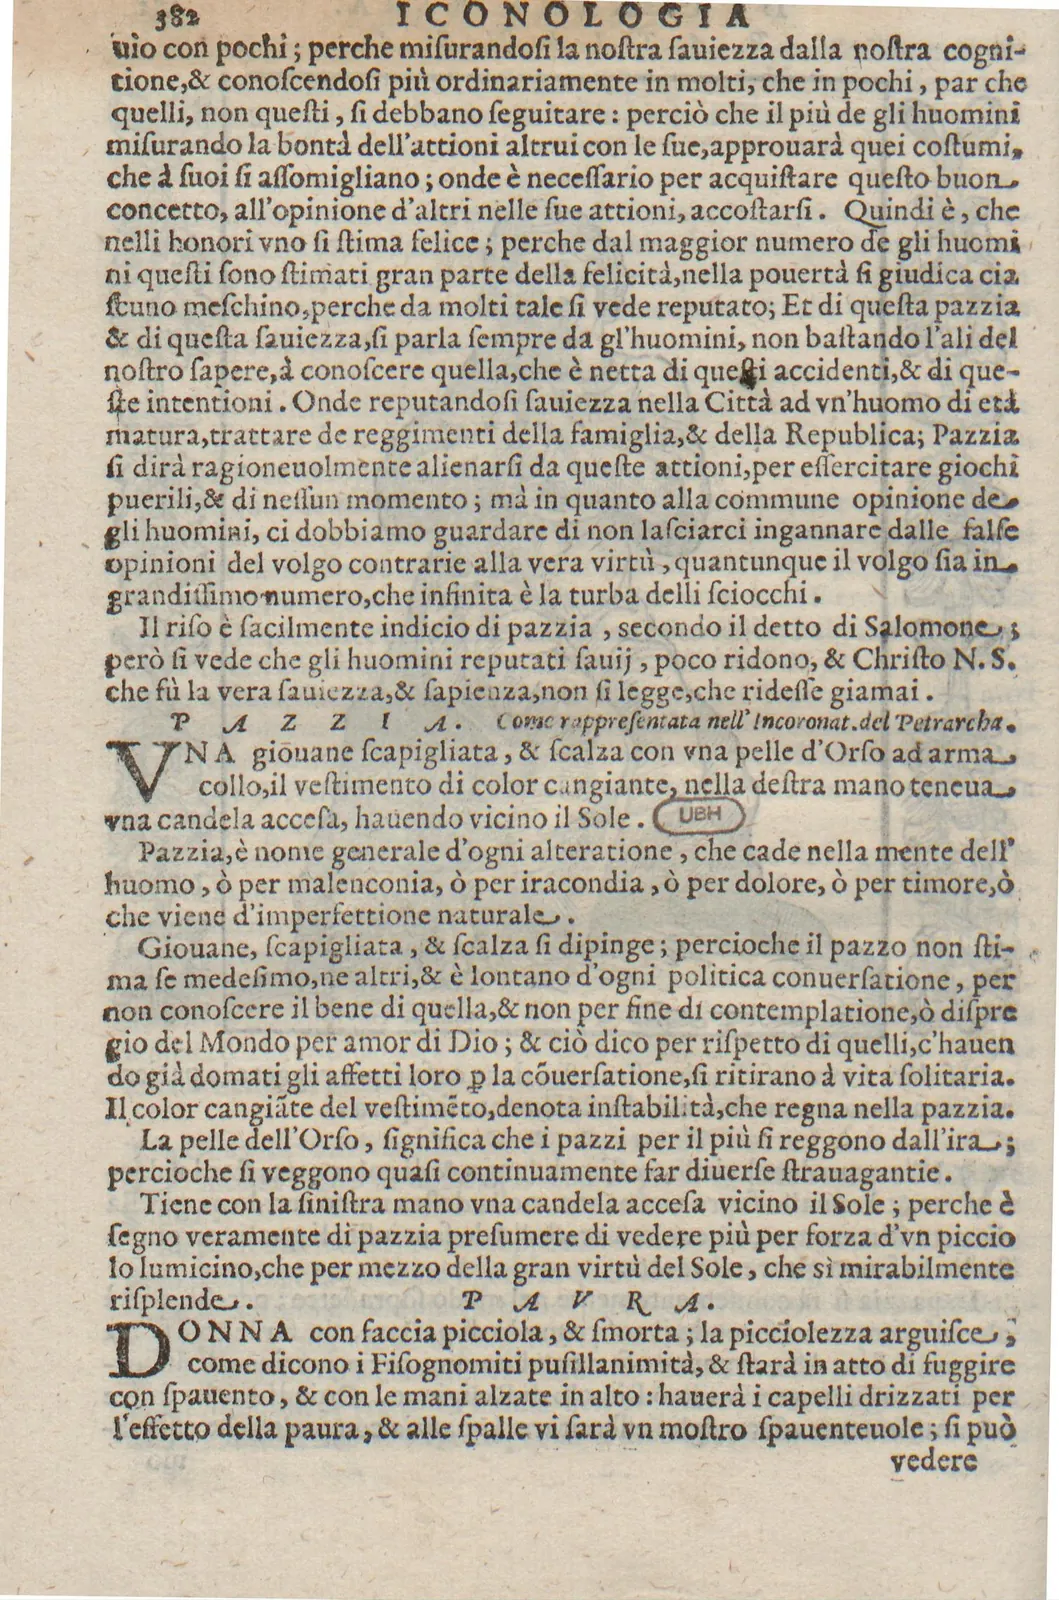 382 ICONOLOGIA
uio con pochi; perche miſurandoſi la noſtra ſauiezza dalla noſtra cogni-
tione,& conoſcendoſi più ordinariamente in molti, che in pochi, par che
quelli, non queſti, ſi debbano ſeguitare: perciò che il più de gli huomini
miſurando la bontà dell'attioni altrui con le ſue,approuarà quei coſtumi,
che à ſuoi ſi aſſomigliano; onde è neceſſario per acquiſtare queſto buon
concetto, all'opinione d'altri nelle ſue attioni, accoſtarſi. Quindi è, che
nelli honori vno ſi ſtima felice; perche dal maggior numero de gli huomi
ni queſti ſono ſtimati gran parte della felicità,nella pouertà ſi giudica cia
ſcuno meſchino,perche da molti tale ſi vede reputato; Et di queſta pazzia
& di queſta ſauiezza,ſi parla ſempre da gl'huomini, non baſtando l'ali del
noſtro ſapere,à conoſcere quella,che è netta di queſti accidenti,& di que-
ſte intentioni. Onde reputandoſi ſauiezza nella Città ad vn'huomo di età
matura,trattare de reggimenti della famiglia,& della Republica; Pazzia
ſi dirà ragioneuolmente alienarſi da queſte attioni,per eſſercitare giochi
puerili,& di neſſun momento; mà in quanto alla commune opinione de
gli huomini, ci dobbiamo guardare di non laſciarci ingannare dalle falſe
opinioni del volgo contrarie alla vera virtù, quantunque il volgo ſia in
grandiſſimo numero,che infinita è la turba delli ſciocchi.
Il riſo è facilmente indicio di pazzia, ſecondo il detto di Salomone;
però ſi vede che gli huomini reputati ſauij, poco ridono, & Chriſto N. S.
che fù la vera ſauiezza,& ſapienza,non ſi legge,che rideſſe giamai.
PAZZIA. Come rappreſentata nell' Incoronat.del Petrarcha.
VNA giouane ſcapigliata, & ſcalza con vna pelle d'Orſo ad arma
collo,il veſtimento di color cangiante, nella deſtra mano teneua
vna candela acceſa, hauendo vicino il Sole. UBH
Pazzia,è nome generale d'ogni alteratione, che cade nella mente dell'
huomo, ò per malenconia, ò per iracondia, ò per dolore, ò per timore,ò
che viene d'imperfettione naturale.
Giouane, ſcapigliata, & ſcalza ſi dipinge; percioche il pazzo non ſti-
ma ſe medeſimo,ne altri,& è lontano d'ogni politica conuerſatione, per
non conoſcere il bene di quella,& non per fine di contemplatione,ò diſpre
gio del Mondo per amor di Dio; & ciò dico per riſpetto di quelli,c'hauen
do già domati gli affetti loro ꝑ la cõuerſatione,ſi ritirano à vita ſolitaria.
Il color cangiãte del veſtimẽto,denota inſtabilità,che regna nella pazzia.
La pelle dell'Orſo, ſignifica che i pazzi per il più ſi reggono dall'ira;
percioche ſi veggono quaſi continuamente far diuerſe ſtrauagantie.
Tiene con la ſiniſtra mano vna candela acceſa vicino il Sole; perche è
ſegno veramente di pazzia preſumere di vedere più per forza d'vn piccio
lo lumicino,che per mezzo della gran virtù del Sole, che sì mirabilmente
riſplende. PAVRA.
DONNA con faccia picciola, & ſmorta; la picciolezza arguiſce,
come dicono i Fiſognomiti puſillanimità, & ſtarà in atto di fuggire
con ſpauento, & con le mani alzate in alto: hauerà i capelli drizzati per
l'effetto della paura, & alle ſpalle vi ſarà vn moſtro ſpauenteuole; ſi può
vedere